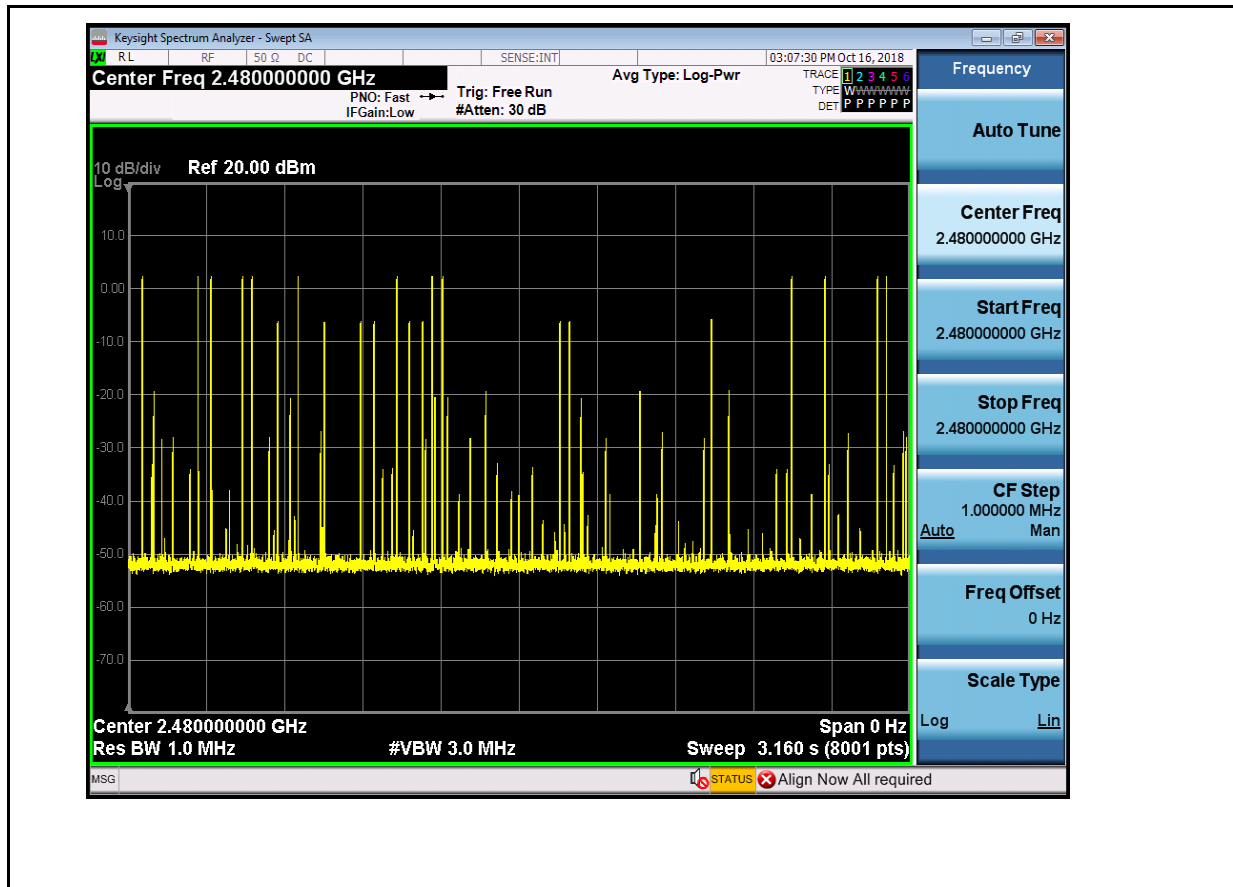 Keysight Spectrum Analyzer - Swept SA
LXI RL RF 50 Ω DC SENSE:INT 03:07:30 PM Oct 16, 2018
Center Freq 2.480000000 GHz
PNO: Fast
IFGain:Low
Trig: Free Run
#Atten: 30 dB
Avg Type: Log-Pwr
TRACE 1 2 3 4 5 6
TYPE WWWWWW
DET P P P P P P
10 dB/div Ref 20.00 dBm
Log
10.0
0.00
-10.0
-20.0
-30.0
-40.0
-50.0
-60.0
-70.0
Center 2.480000000 GHz Span 0 Hz
Res BW 1.0 MHz #VBW 3.0 MHz Sweep 3.160 s (8001 pts)
MSG STATUS Align Now All required
Frequency
Auto Tune
Center Freq
2.480000000 GHz
Start Freq
2.480000000 GHz
Stop Freq
2.480000000 GHz
CF Step
1.000000 MHz
Auto Man
Freq Offset
0 Hz
Scale Type
Log Lin